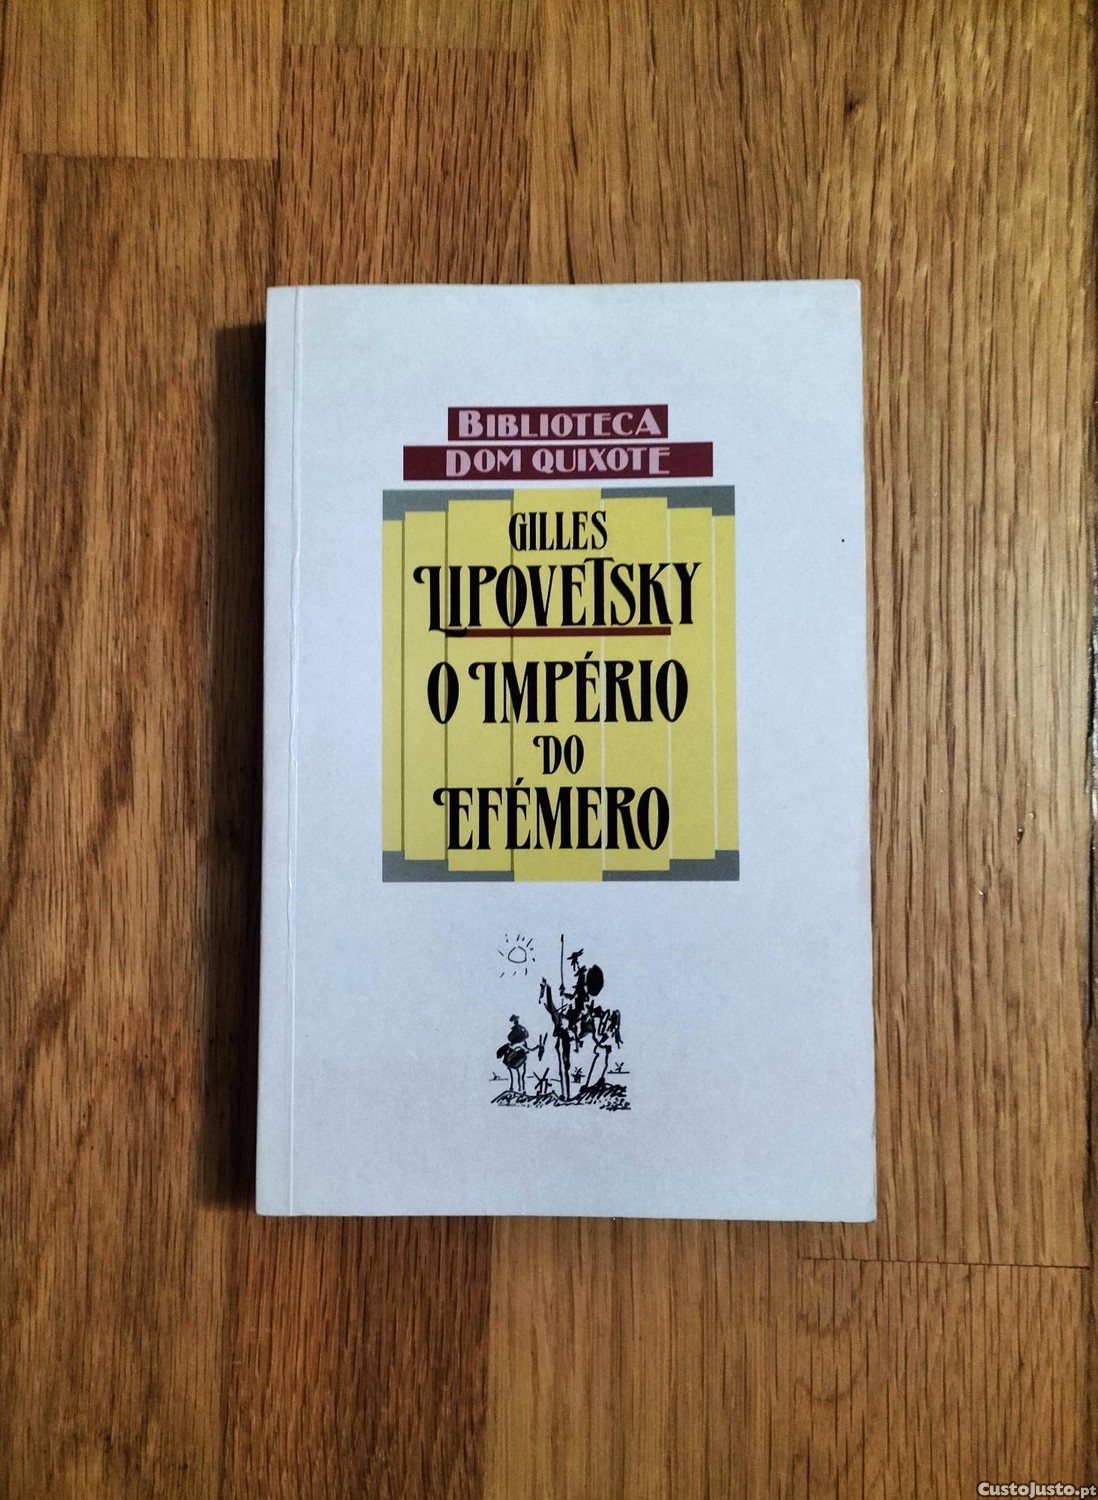 BIBLIOTECA
DOM QUIXOTE
GILLES
LIPOVETSKY
O IMPÉRIO
DO
EFÉMERO
CustoJusto.pt